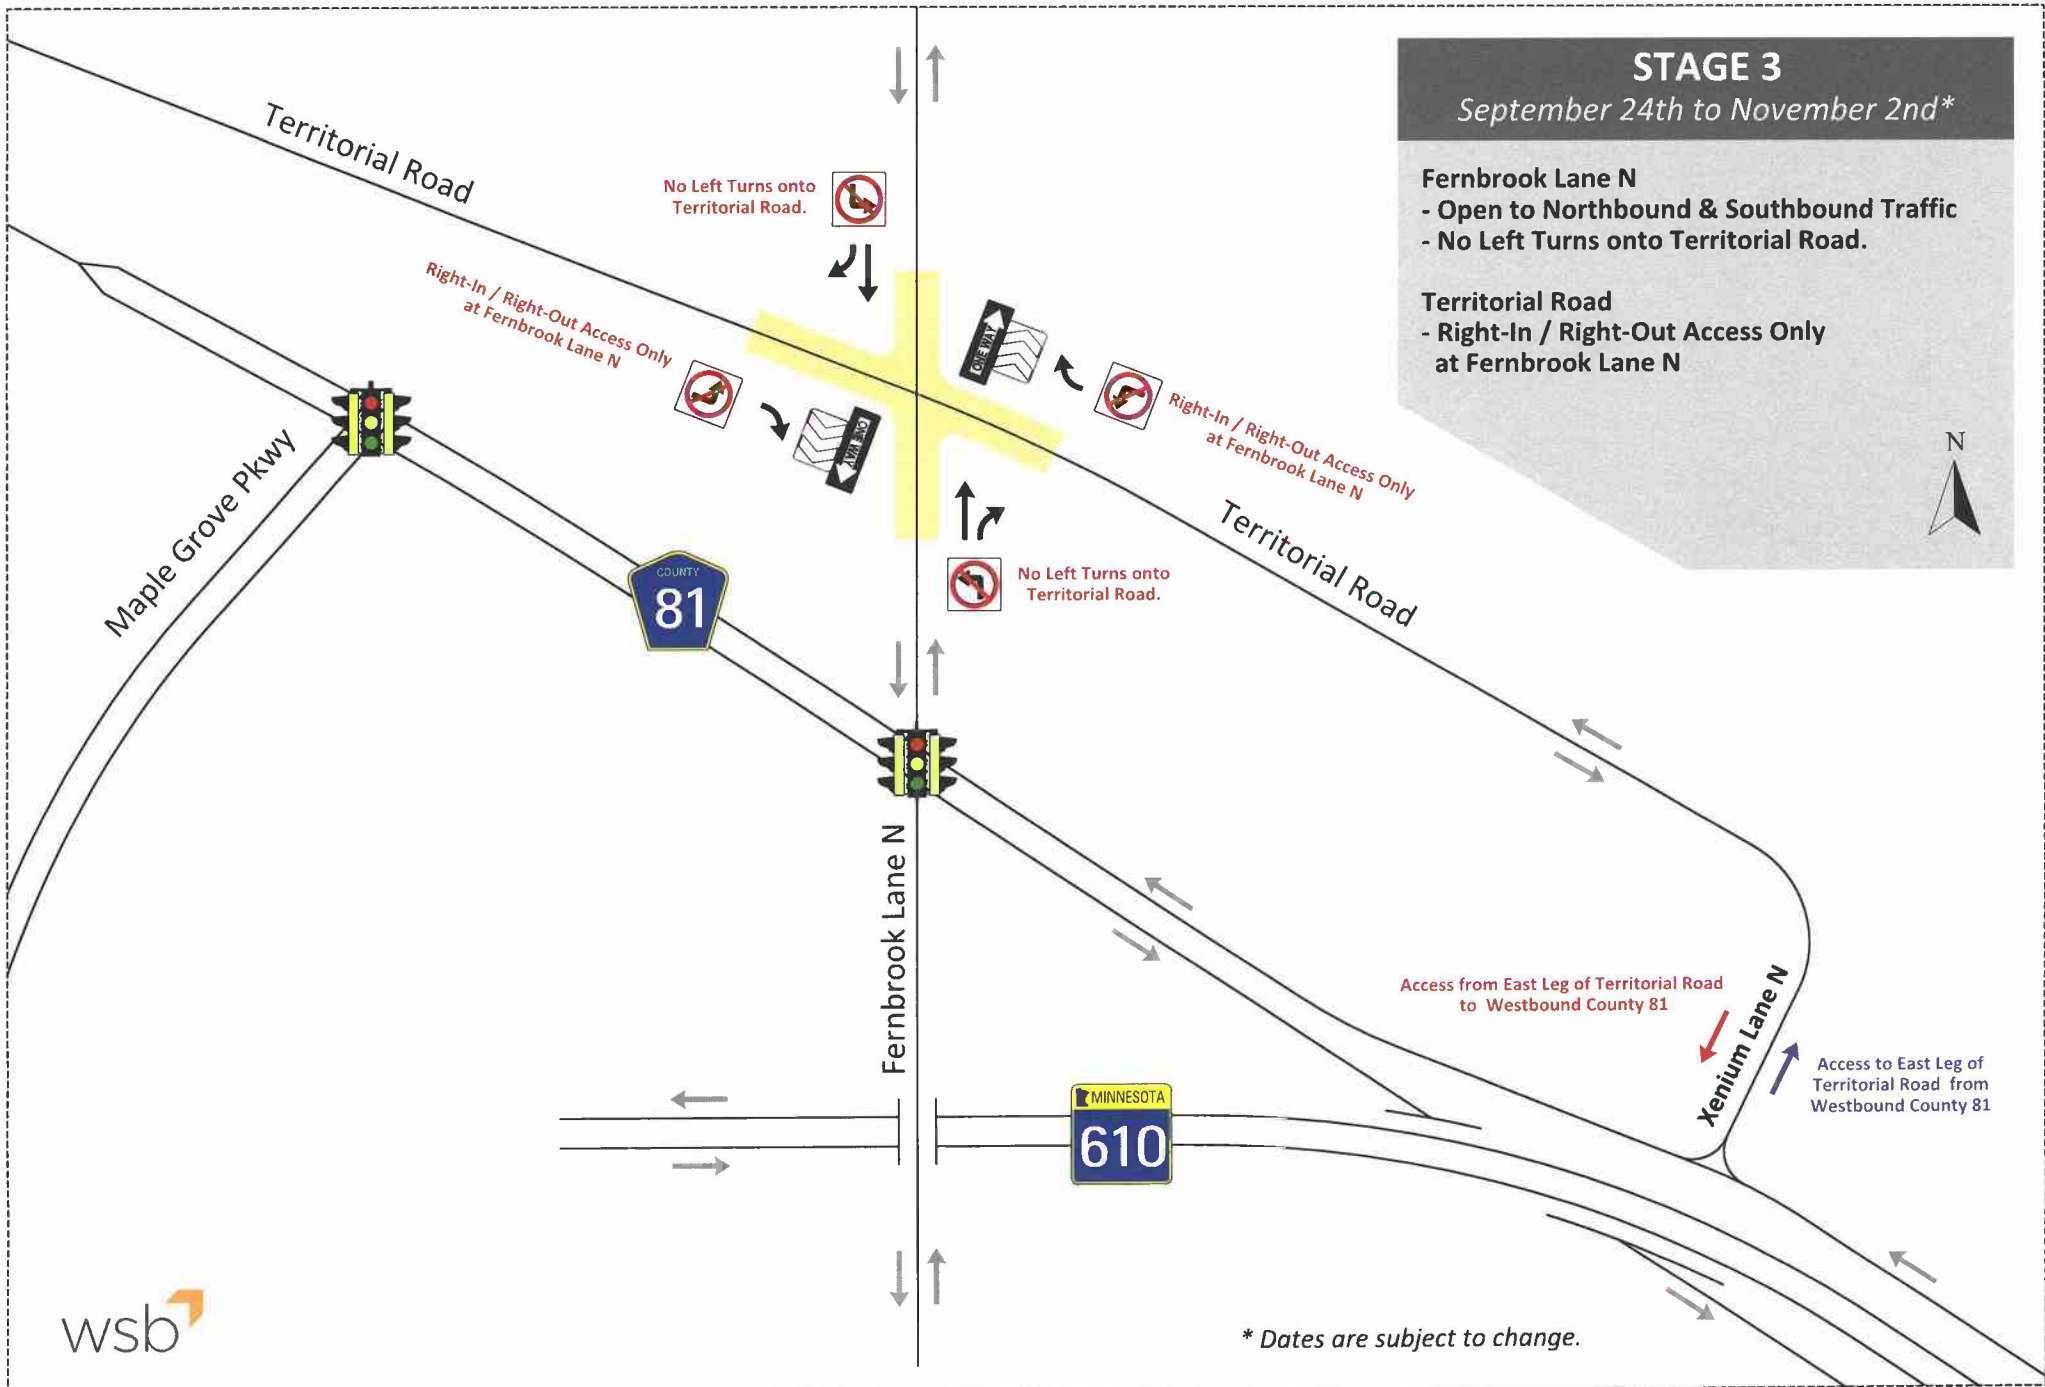 STAGE 3
September 24th to November 2nd*
Fernbrook Lane N
- Open to Northbound & Southbound Traffic
- No Left Turns onto Territorial Road.
Territorial Road
- Right-In / Right-Out Access Only
at Fernbrook Lane N
N
Territorial Road
No Left Turns onto
Territorial Road.
Right-In / Right-Out Access Only
at Fernbrook Lane N
ONE WAY
Right-In / Right-Out Access Only
at Fernbrook Lane N
ONE WAY
Maple Grove Pkwy
COUNTY
81
No Left Turns onto
Territorial Road.
Territorial Road
Fernbrook Lane N
Access from East Leg of Territorial Road
to Westbound County 81
Xenium Lane N
Access to East Leg of
Territorial Road from
Westbound County 81
MINNESOTA
610
wsb
* Dates are subject to change.